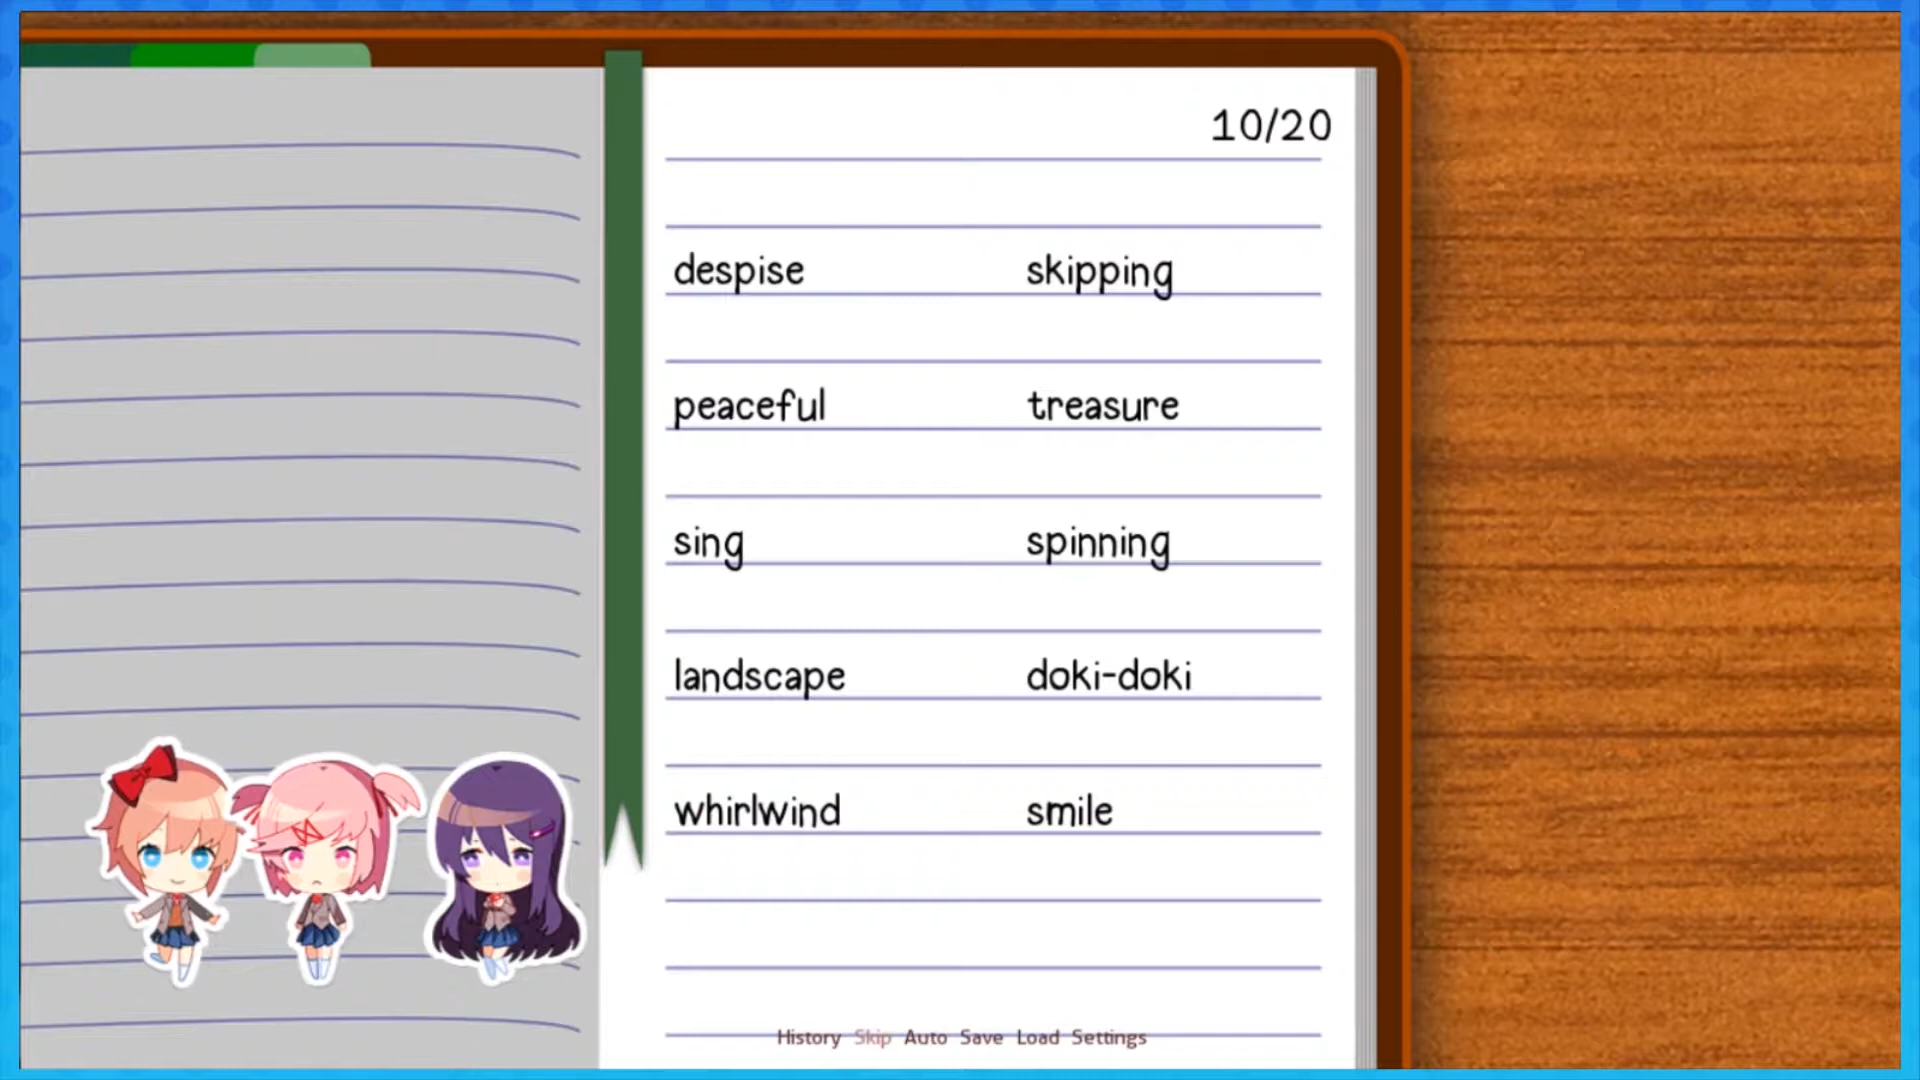 10/20
despise skipping
peaceful treasure
sing spinning
landscape doki-doki
whirlwind smile
History Skip Auto Save Load Settings